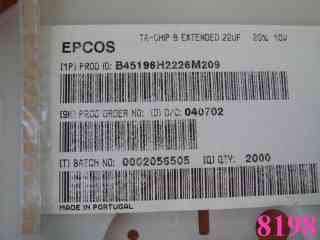 EPCOS TA-CHIP B EXTENDED 22UF 20% 10V
[1P] PROD ID: B45196H2226M209
[9K] PROD ORDER NO: (D) D/C: 040702
[T] BATCH NO: 0002056505 [Q] QTY: 2000
MADE IN PORTUGAL
8198